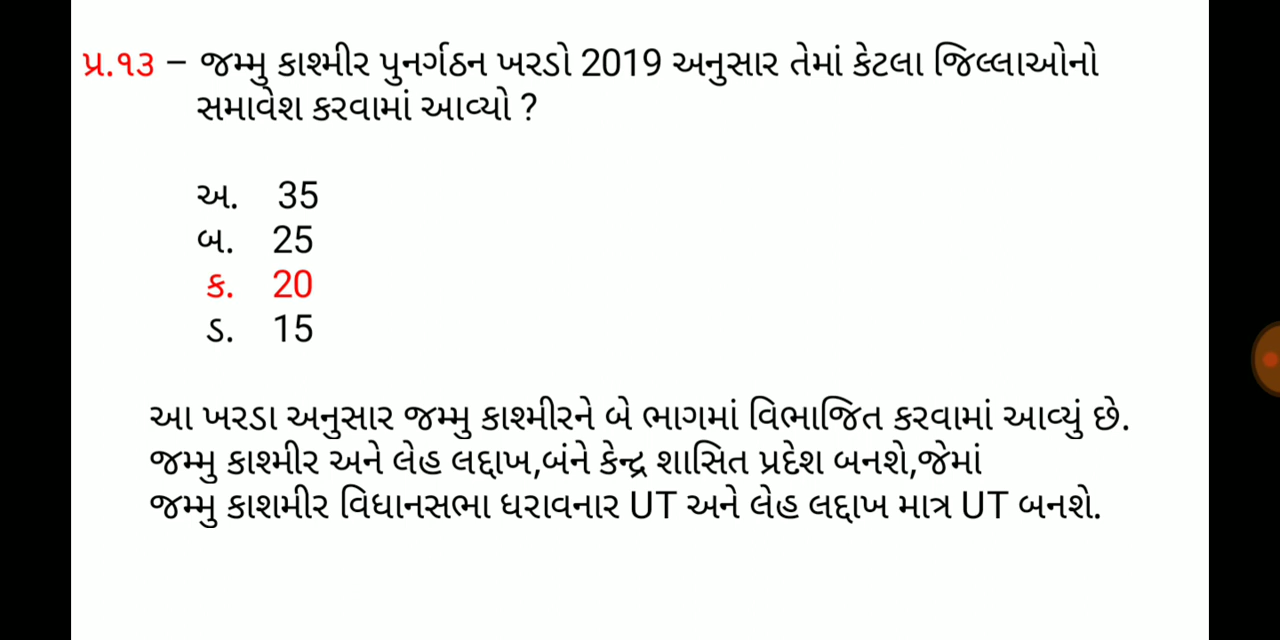 પ્ર.૧૩ – જમ્મુ કાશ્મીર પુનર્ગઠન ખરડો 2019 અનુસાર તેમાં કેટલા જિલ્લાઓનો
સમાવેશ કરવામાં આવ્યો ?
અ. 35
બ. 25
ક. 20
ડ. 15
આ ખરડા અનુસાર જમ્મુ કાશ્મીરને બે ભાગમાં વિભાજિત કરવામાં આવ્યું છે.
જમ્મુ કાશ્મીર અને લેહ લદ્દાખ,બંને કેન્દ્ર શાસિત પ્રદેશ બનશે,જેમાં
જમ્મુ કાશમીર વિધાનસભા ધરાવનાર UT અને લેહ લદ્દાખ માત્ર UT બનશે.